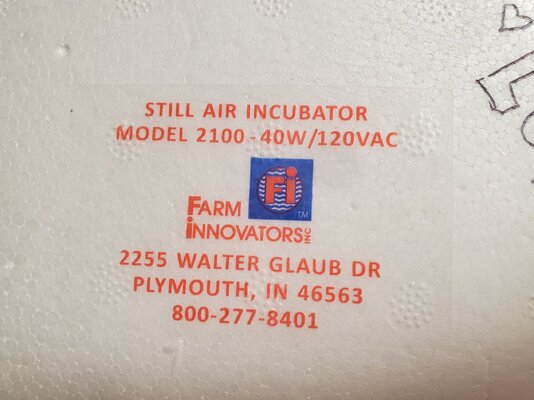 STILL AIR INCUBATOR
MODEL 2100-40W/120VAC
Fi TM
FARM
INNOVATORS INC
2255 WALTER GLAUB DR
PLYMOUTH, IN 46563
800-277-8401